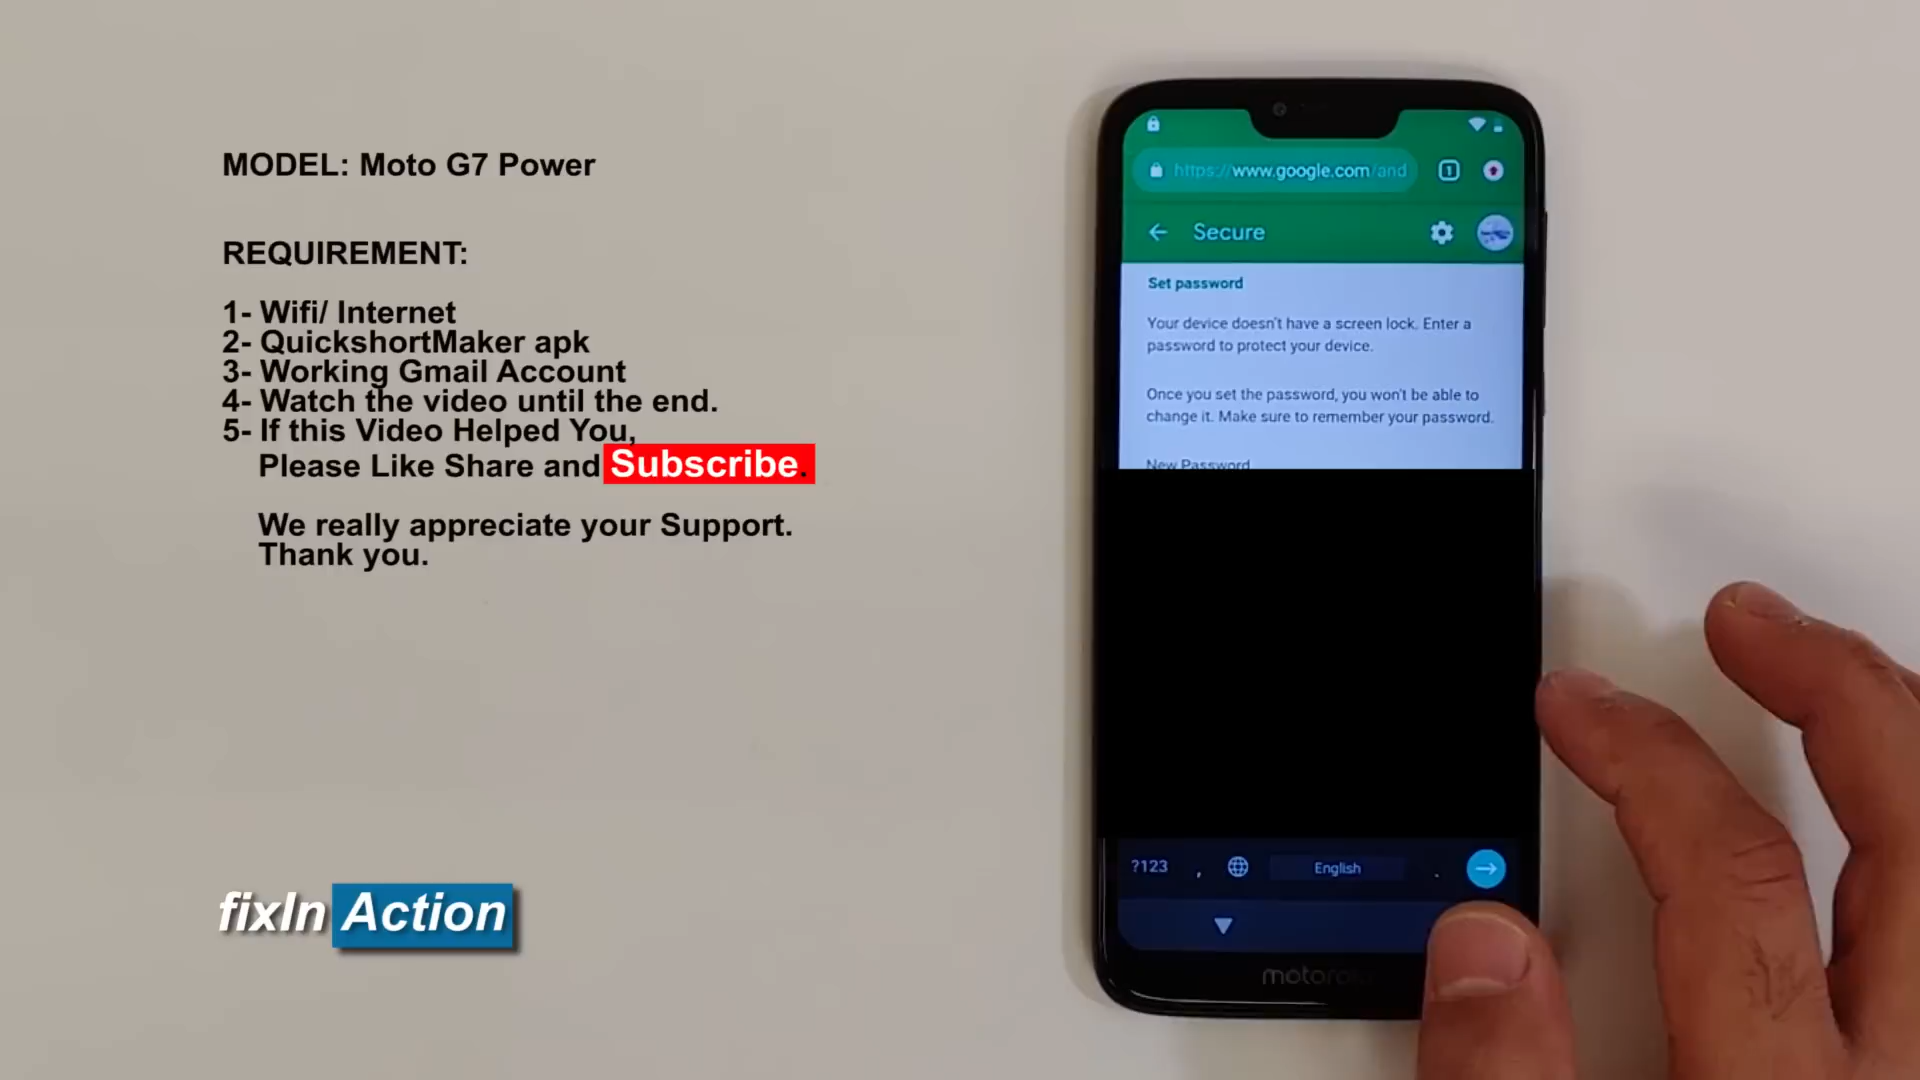 MODEL: Moto G7 Power
REQUIREMENT:
1- Wifi/ Internet
2- QuickshortMaker apk
3- Working Gmail Account
4- Watch the video until the end.
5- If this Video Helped You,
Please Like Share and Subscribe.
We really appreciate your Support.
Thank you.
fixIn Action
https://www.google.com/and
1
Secure
Set password
Your device doesn't have a screen lock. Enter a
password to protect your device.
Once you set the password, you won't be able to
change it. Make sure to remember your password.
New Password
?123 , English .
motorola